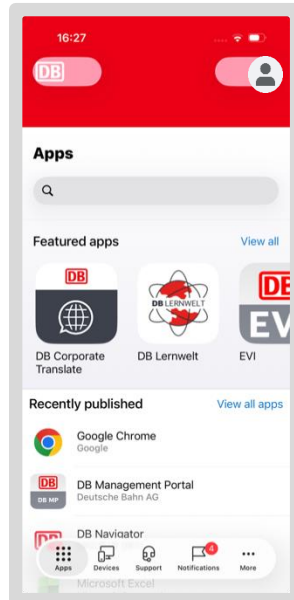 16:27
DB
Apps
Featured apps
View all
DB
DB LERNWELT
DB
EV
DB Corporate
Translate
DB Lernwelt
EVI
Recently published
View all apps
Google Chrome
Google
DB
DB MP
DB Management Portal
Deutsche Bahn AG
DB
DB Navigator
4
Apps
Devices
Support
Notifications
More
Microsoft Excel